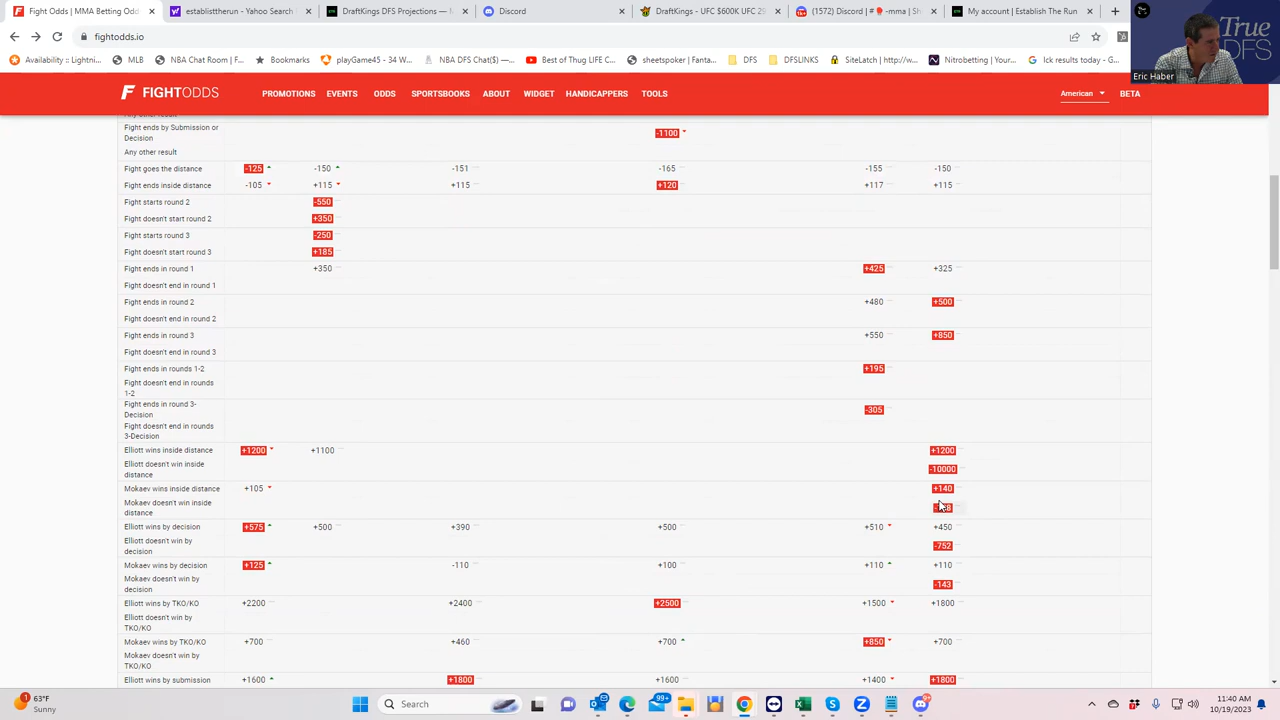 Fight Odds | MMA Betting Odd establisttherun - Yahoo Search DraftKings DFS Projections - Discord DraftKings - UFC $600K UFC (1572) Discord | # -mma | S My account | Establish The Run
True
DFS
fightodds.io
Eric Haber
Availability :: Lightni... MLB NBA Chat Room (F... Bookmarks playGame45 - 34 W... NBA DFS Chat($)—... Best of Thug LIFE C... sheetspoker | Fanta... DFS DFSLINKS SiteLatch | http://w... Nitrobetting | Your... Ick results today - G...
FIGHTODDS PROMOTIONS EVENTS ODDS SPORTSBOOKS ABOUT WIDGET HANDICAPPERS TOOLS American BETA
Any other result
Fight ends by Submission or
Decision -1100
Any other result
Fight goes the distance -125 -150 -151 -165 -155 -150
Fight ends inside distance -105 +115 +115 +120 +117 +115
Fight starts round 2 -550
Fight doesn't start round 2 +350
Fight starts round 3 -250
Fight doesn't start round 3 +185
Fight ends in round 1 +350 +425 +325
Fight doesn't end in round 1
Fight ends in round 2 +480 +500
Fight doesn't end in round 2
Fight ends in round 3 +550 +850
Fight doesn't end in round 3
Fight ends in rounds 1-2 +195
Fight doesn't end in rounds
1-2
Fight ends in round 3-
Decision -305
Fight doesn't end in rounds
3-Decision
Elliott wins inside distance +1200 +1100 +1200
Elliott doesn't win inside
distance -10000
Mokaev wins inside distance +105 +140
Mokaev doesn't win inside
distance
Elliott wins by decision +575 +500 +390 +500 +510 +450
Elliott doesn't win by
decision -752
Mokaev wins by decision +125 -110 +100 +110 +110
Mokaev doesn't win by
decision -143
Elliott wins by TKO/KO +2200 +2400 +2500 +1500 +1800
Elliott doesn't win by
TKO/KO
Mokaev wins by TKO/KO +700 +460 +700 +850 +700
Mokaev doesn't win by
TKO/KO
Elliott wins by submission +1600 +1800 +1600 +1400 +1800
63°F
Sunny
Search
99+
11:40 AM
10/19/2023